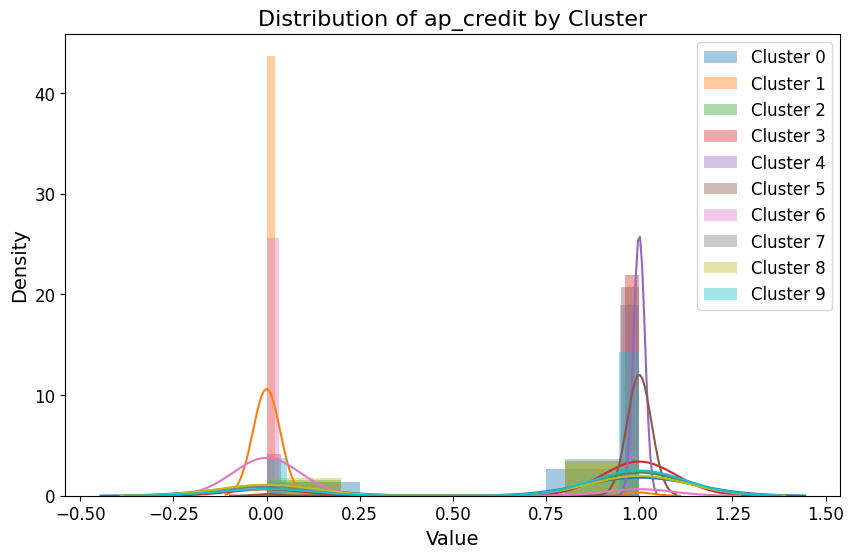 Distribution of ap_credit by Cluster
Cluster 0
Cluster 1
Cluster 2
Cluster 3
Cluster 4
Cluster 5
Cluster 6
Cluster 7
Cluster 8
Cluster 9
Density
40
30
20
10
0
−0.50 −0.25 0.00 0.25 0.50 0.75 1.00 1.25 1.50
Value